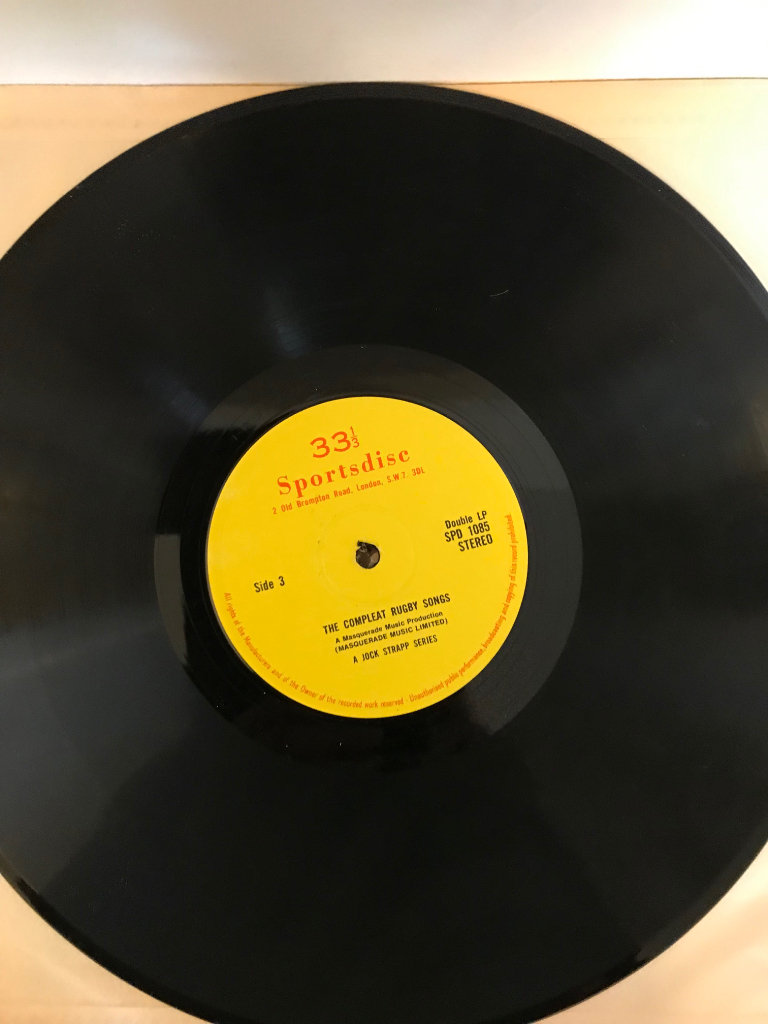 33⅓
Sportsdisc
2 Old Brompton Road, London, S.W.7. 3DL
Double LP
SPD 1085
STEREO
Side 3
THE COMPLEAT RUGBY SONGS
A Masquerade Music Production
(MASQUERADE MUSIC LIMITED)
A JOCK STRAPP SERIES
All rights of the Manufacturers and of the Owner of the recorded work reserved · Unauthorised public performance, broadcasting and copying of this record prohibited